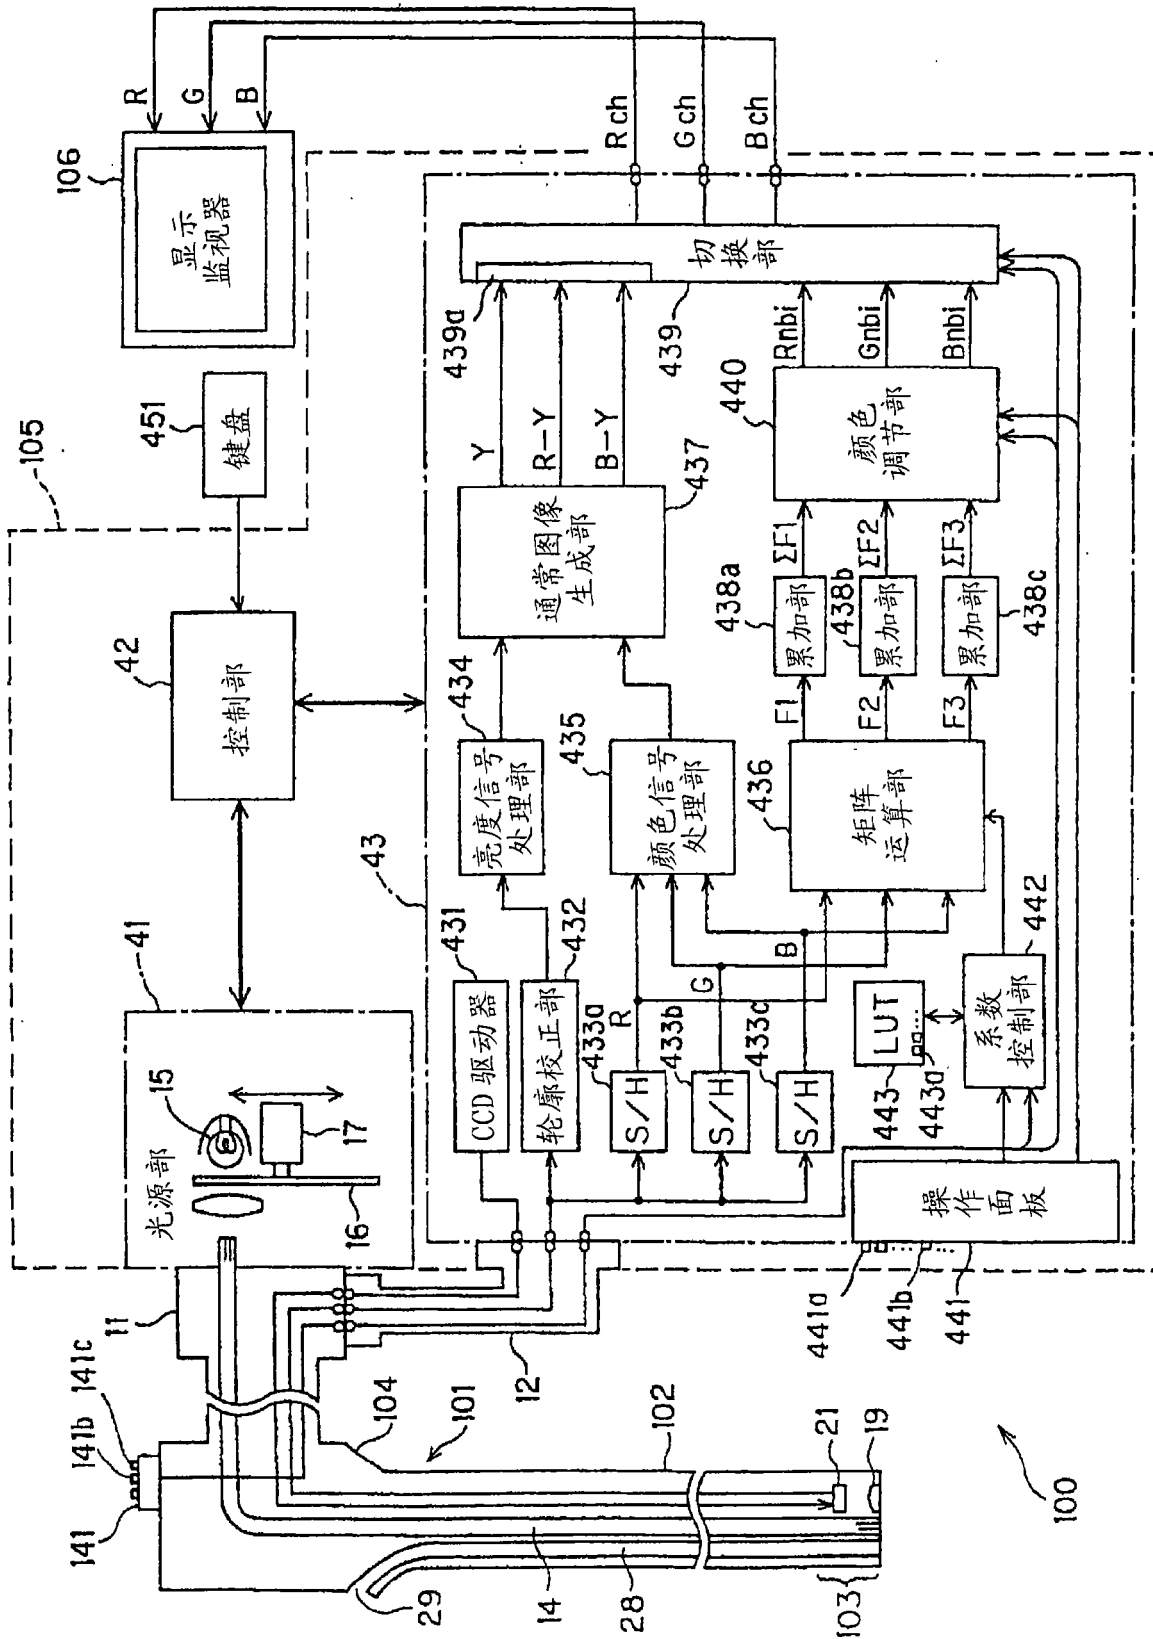 100
101
102
103
104
29
28
14
21
19
141
141b
141c
11
12
光源部
15
16
17
41
控制部
42
键盘
451
105
显示
监视器
106
R
G
B
43
CCD驱动器
431
轮廓校正部
432
S/H
433a
S/H
433b
S/H
433c
R
G
B
亮度信号
处理部
434
颜色信号
处理部
435
矩阵
运算部
436
通常图像
生成部
437
Y
R-Y
B-Y
F1
F2
F3
累加部
438a
累加部
438b
累加部
438c
ΣF1
ΣF2
ΣF3
颜色
调节部
440
Rnbi
Gnbi
Bnbi
切换部
439
439a
Rch
Gch
Bch
LUT
443
443a
系数
控制部
442
操作面板
441a
441b
441